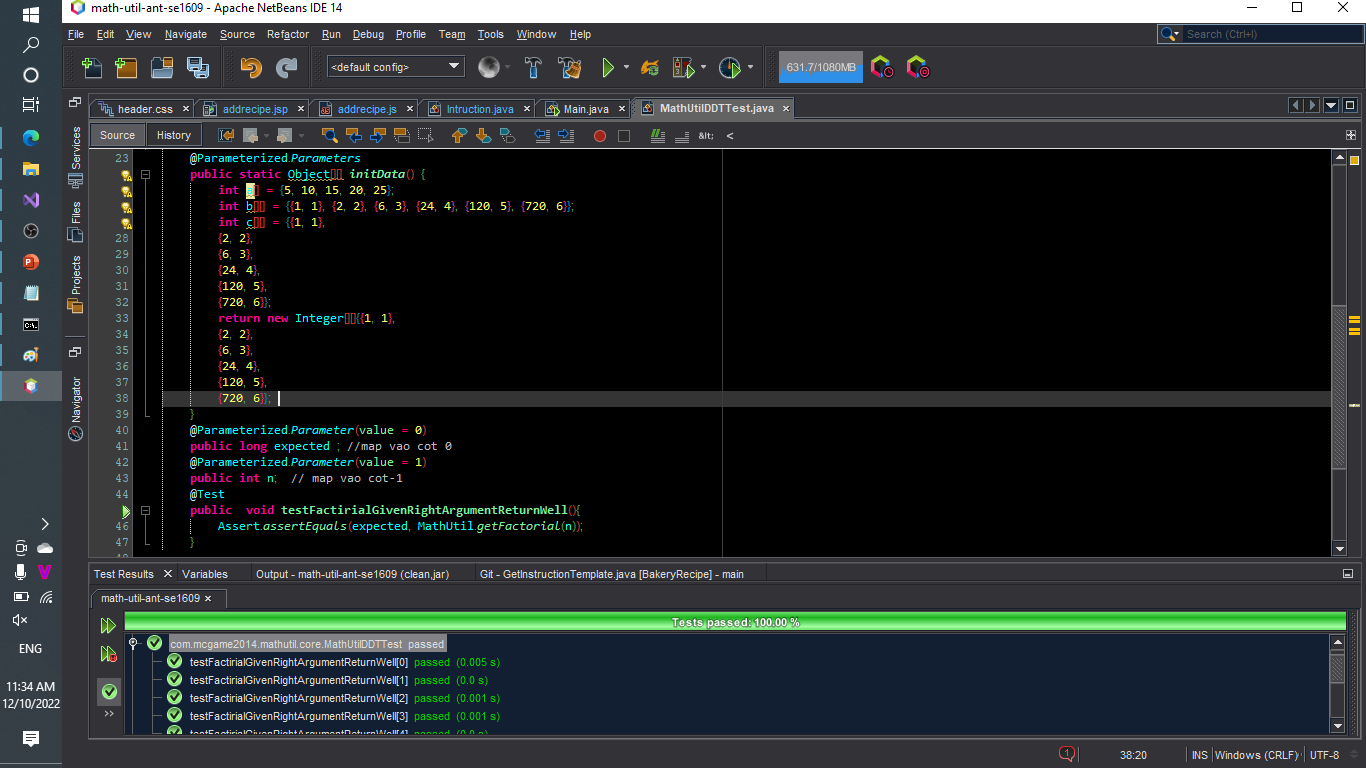 math-util-ant-se1609 - Apache NetBeans IDE 14
File Edit View Navigate Source Refactor Run Debug Profile Team Tools Window Help
Search (Ctrl+I)
<default config>
631.7/1080MB
header.css addrecipe.jsp addrecipe.js Intruction.java Main.java MathUtilDDTTest.java
Source History
&lt; <
Services
Files
Projects
Navigator
23 @Parameterized.Parameters
public static Object[][] initData() {
int a[] = {5, 10, 15, 20, 25};
int b[][] = {{1, 1}, {2, 2}, {6, 3}, {24, 4}, {120, 5}, {720, 6}};
int c[][] = {{1, 1},
28 {2, 2},
29 {6, 3},
30 {24, 4},
31 {120, 5},
32 {720, 6}};
33 return new Integer[][]{{1, 1},
34 {2, 2},
35 {6, 3},
36 {24, 4},
37 {120, 5},
38 {720, 6}};
39 }
40 @Parameterized.Parameter(value = 0)
41 public long expected ; //map vao cot 0
42 @Parameterized.Parameter(value = 1)
43 public int n; // map vao cot-1
44 @Test
public void testFactirialGivenRightArgumentReturnWell(){
46 Assert.assertEquals(expected, MathUtil.getFactorial(n));
47 }
Test Results Variables Output - math-util-ant-se1609 (clean,jar) Git - GetInstructionTemplate.java [BakeryRecipe] - main
math-util-ant-se1609
Tests passed: 100.00 %
com.mcgame2014.mathutil.core.MathUtilDDTTest passed
testFactirialGivenRightArgumentReturnWell[0] passed (0.005 s)
testFactirialGivenRightArgumentReturnWell[1] passed (0.0 s)
testFactirialGivenRightArgumentReturnWell[2] passed (0.001 s)
testFactirialGivenRightArgumentReturnWell[3] passed (0.001 s)
testFactirialGivenRightArgumentReturnWell[4] passed (0.0 s)
ENG
11:34 AM
12/10/2022
38:20 INS Windows (CRLF) UTF-8